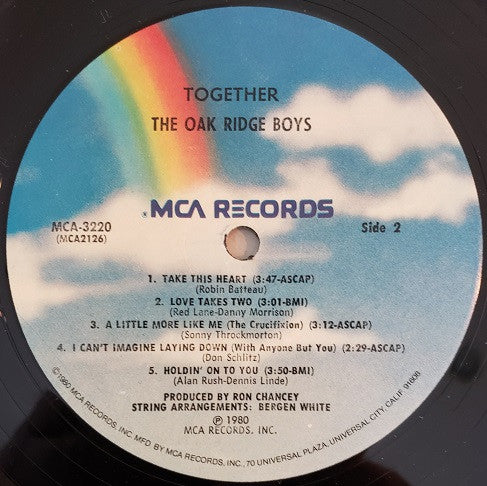 TOGETHER
THE OAK RIDGE BOYS
MCA RECORDS
MCA-3220
(MCA2126)
Side 2
1. TAKE THIS HEART (3:47-ASCAP)
(Robin Batteau)
2. LOVE TAKES TWO (3:01-BMI)
(Red Lane-Danny Morrison)
3. A LITTLE MORE LIKE ME (The Crucifixion) (3:12-ASCAP)
(Sonny Throckmorton)
4. I CAN'T IMAGINE LAYING DOWN (With Anyone But You) (2:29-ASCAP)
(Don Schlitz)
5. HOLDIN' ON TO YOU (3:50-BMI)
(Alan Rush-Dennis Linde)
PRODUCED BY RON CHANCEY
STRING ARRANGEMENTS: BERGEN WHITE
℗ 1980
MCA RECORDS, INC.
©1980 MCA RECORDS, INC. MFD. BY MCA RECORDS, INC., 70 UNIVERSAL PLAZA, UNIVERSAL CITY, CALIF. 91608